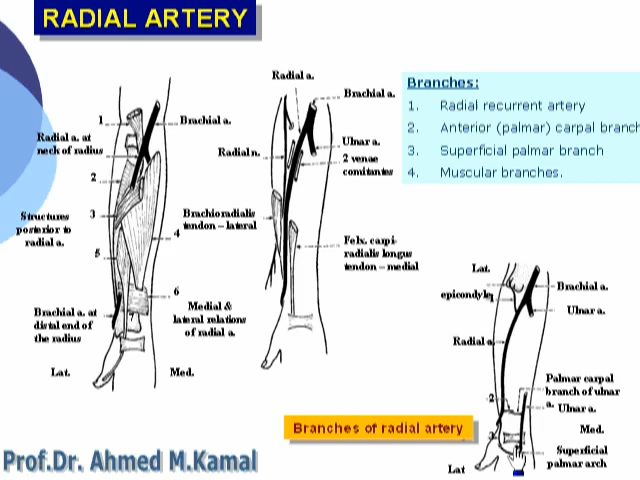 RADIAL ARTERY
Radial a.
Branches:
1. Radial recurrent artery
2. Anterior (palmar) carpal branch
3. Superficial palmar branch
4. Muscular branches.
Brachial a.
1
Brachial a.
Radial a. at
neck of radius
Radial n.
Ulnar a.
2 venae
comitantes
2
Structures
posterior to
radial a.
3
Brachioradialis
tendon – lateral
4
5
Felx. carpi-
radialis longus
tendon – medial
6
Brachial a. at
distal end of
the radius
Medial &
lateral relations
of radial a.
Lat.
Med.
Lat.
epicondyle
1
Brachial a.
Ulnar a.
Radial a.
Palmar carpal
branch of ulnar
a.
2
Ulnar a.
Med.
3
Superficial
palmar arch
Lat
Branches of radial artery
Prof.Dr. Ahmed M.Kamal